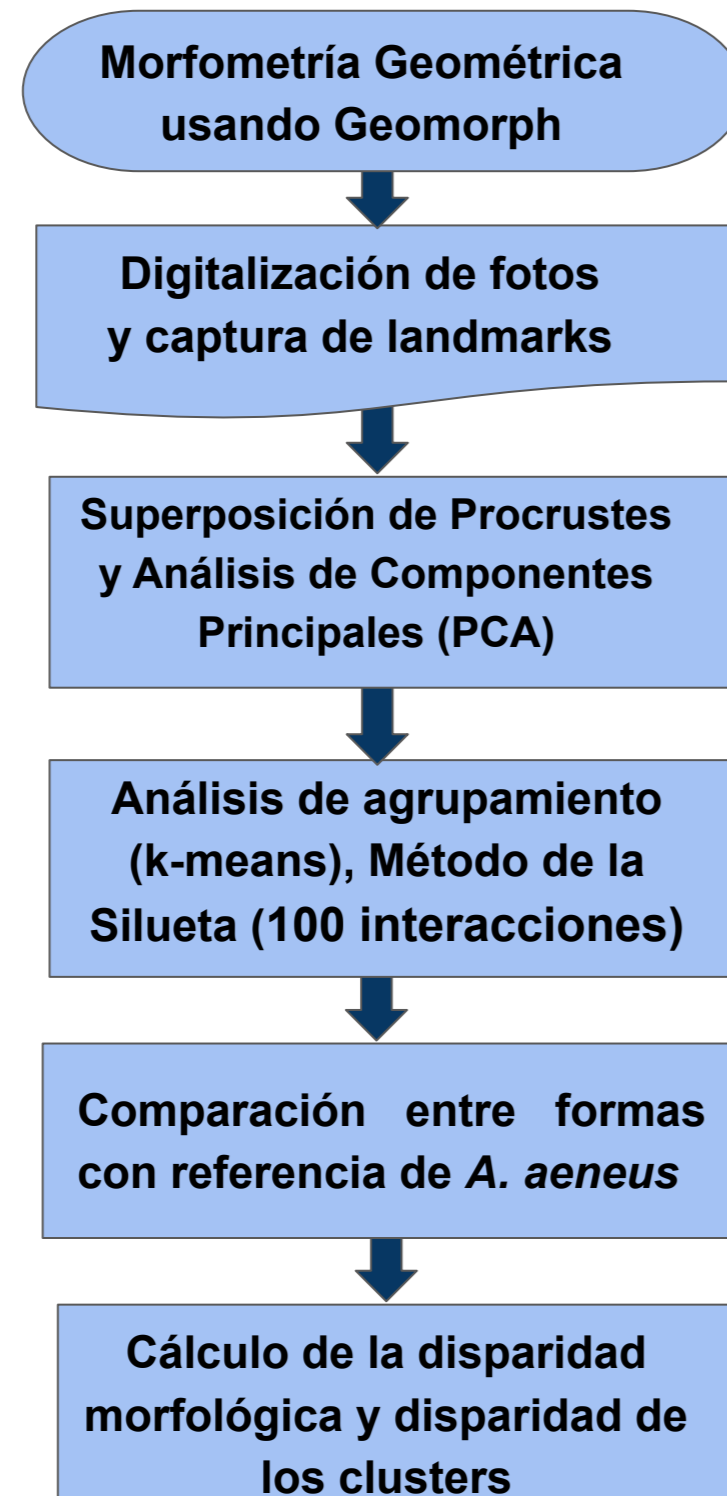 Morfometría Geométrica
usando Geomorph
Digitalización de fotos
y captura de landmarks
Superposición de Procrustes
y Análisis de Componentes
Principales (PCA)
Análisis de agrupamiento
(k-means), Método de la
Silueta (100 interacciones)
Comparación entre formas
con referencia de A. aeneus
Cálculo de la disparidad
morfológica y disparidad de
los clusters